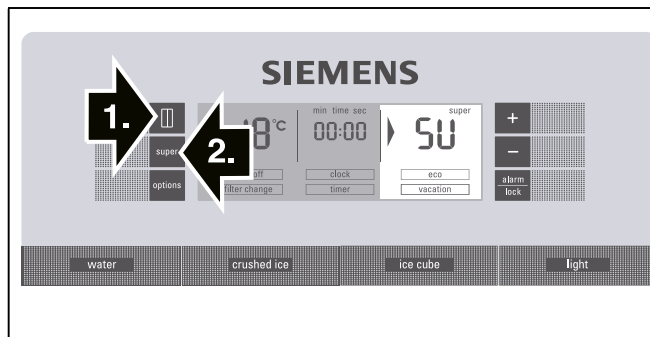 SIEMENS
1.
min time sec
super
18°C
00:00
SU
+
super
2.
−
options
off
clock
eco
alarm
lock
filter change
timer
vacation
water
crushed ice
ice cube
light